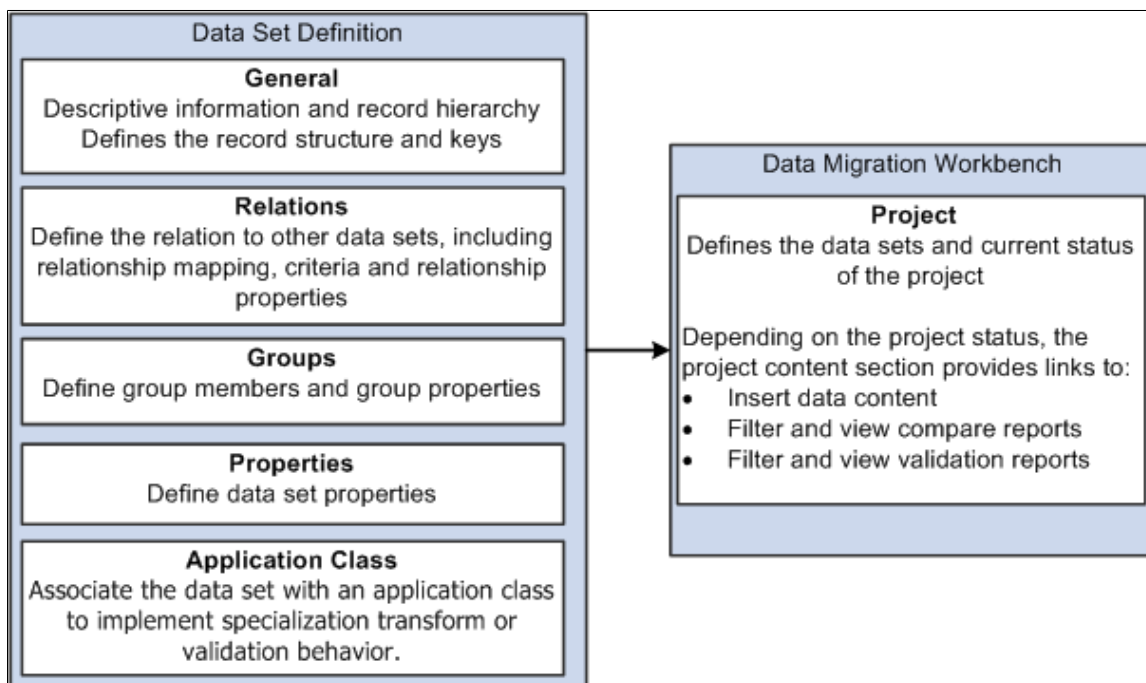 Data Set Definition
General
Descriptive information and record hierarchy
Defines the record structure and keys
Relations
Define the relation to other data sets, including
relationship mapping, criteria and relationship
properties
Groups
Define group members and group properties
Properties
Define data set properties
Application Class
Associate the data set with an application class
to implement specialization transform or
validation behavior.
Data Migration Workbench
Project
Defines the data sets and current status
of the project
Depending on the project status, the
project content section provides links to:
• Insert data content
• Filter and view compare reports
• Filter and view validation reports